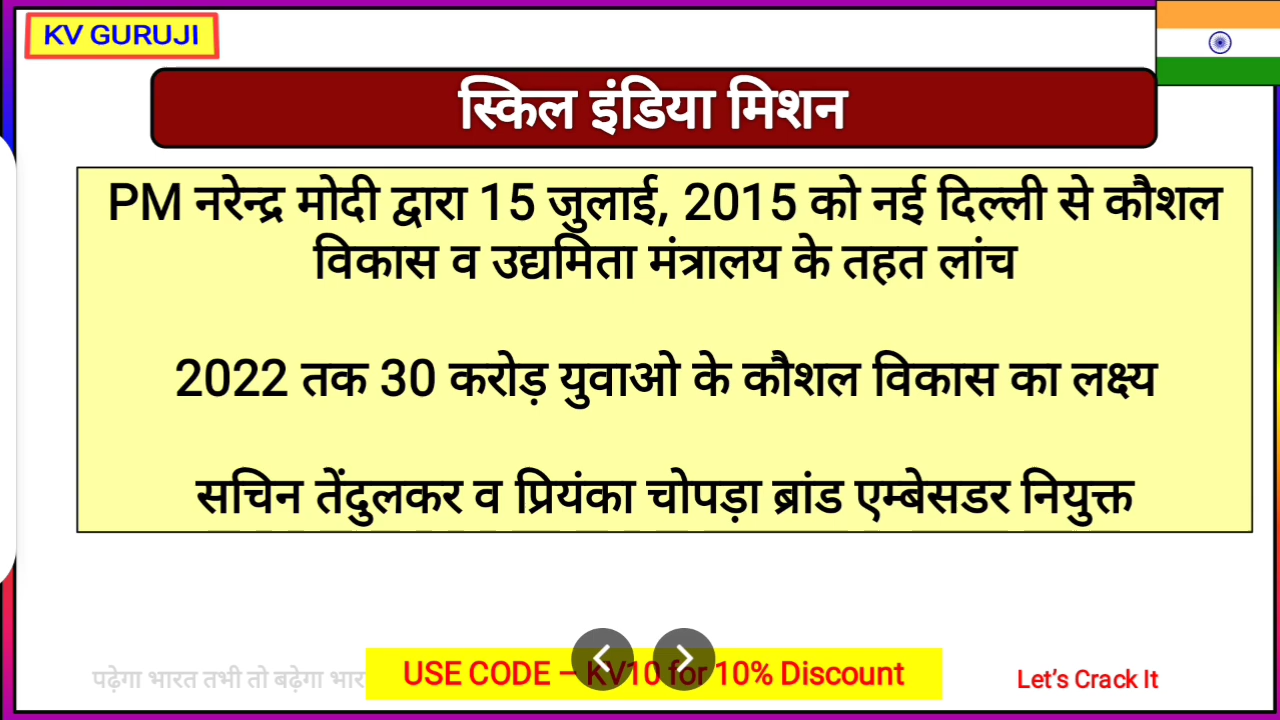 KV GURUJI
स्किल इंडिया मिशन
PM नरेन्द्र मोदी द्वारा 15 जुलाई, 2015 को नई दिल्ली से कौशल
विकास व उद्यमिता मंत्रालय के तहत लांच
2022 तक 30 करोड़ युवाओ के कौशल विकास का लक्ष्य
सचिन तेंदुलकर व प्रियंका चोपड़ा ब्रांड एम्बेसडर नियुक्त
पढ़ेगा भारत तभी तो बढ़ेगा भार
USE CODE – KV10 for 10% Discount
Let's Crack It